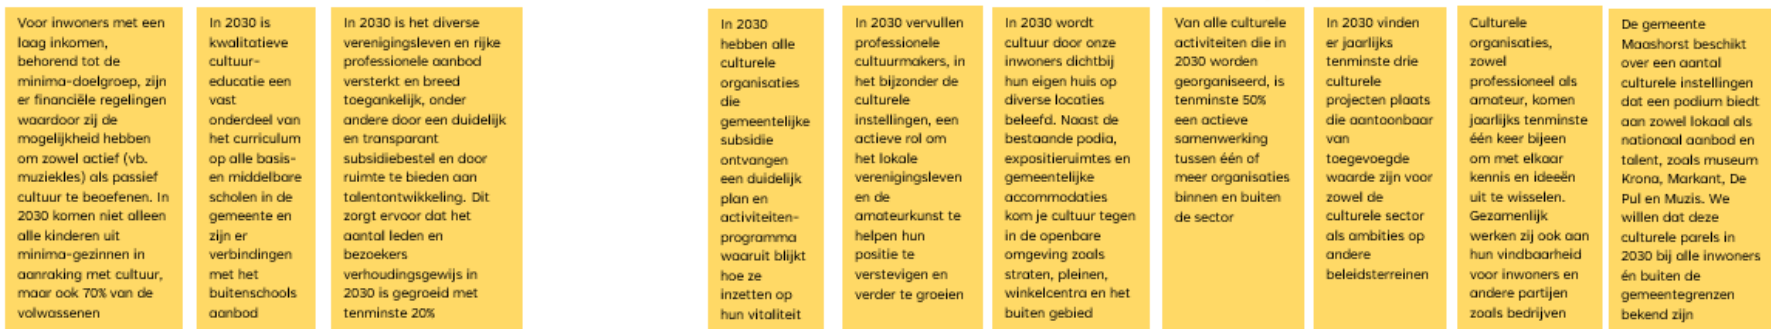 Voor inwoners met een
laag inkomen,
behorend tot de
minima-doelgroep, zijn
er financiële regelingen
waardoor zij de
mogelijkheid hebben
om zowel actief (vb.
muziekles) als passief
cultuur te beoefenen. In
2030 komen niet alleen
alle kinderen uit
minima-gezinnen in
aanraking met cultuur,
maar ook 70% van de
volwassenen
In 2030 is
kwalitatieve
cultuur-
educatie een
vast
onderdeel van
het curriculum
op alle basis-
en middelbare
scholen in de
gemeente en
zijn er
verbindingen
met het
buitenschools
aanbod
In 2030 is het diverse
verenigingsleven en rijke
professionele aanbod
versterkt en breed
toegankelijk, onder
andere door een duidelijk
en transparant
subsidiebestel en door
ruimte te bieden aan
talentontwikkeling. Dit
zorgt ervoor dat het
aantal leden en
bezoekers
verhoudingsgewijs in
2030 is gegroeid met
tenminste 20%
In 2030
hebben alle
culturele
organisaties
die
gemeentelijke
subsidie
ontvangen
een duidelijk
plan en
activiteiten-
programma
waaruit blijkt
hoe ze
inzetten op
hun vitaliteit
In 2030 vervullen
professionele
cultuurmakers, in
het bijzonder de
culturele
instellingen, een
actieve rol om
het lokale
verenigingsleven
en de
amateurkunst te
helpen hun
positie te
verstevigen en
verder te groeien
In 2030 wordt
cultuur door onze
inwoners dichtbij
hun eigen huis op
diverse locaties
beleefd. Naast de
bestaande podia,
expositieruimtes en
gemeentelijke
accommodaties
kom je cultuur tegen
in de openbare
omgeving zoals
straten, pleinen,
winkelcentra en het
buiten gebied
Van alle culturele
activiteiten die in
2030 worden
georganiseerd, is
tenminste 50%
een actieve
samenwerking
tussen één of
meer organisaties
binnen en buiten
de sector
In 2030 vinden
er jaarlijks
tenminste drie
culturele
projecten plaats
die aantoonbaar
van
toegevoegde
waarde zijn voor
zowel de
culturele sector
als ambities op
andere
beleidsterreinen
Culturele
organisaties,
zowel
professioneel als
amateur, komen
jaarlijks tenminste
één keer bijeen
om met elkaar
kennis en ideeën
uit te wisselen.
Gezamenlijk
werken zij ook aan
hun vindbaarheid
voor inwoners en
andere partijen
zoals bedrijven
De gemeente
Maashorst beschikt
over een aantal
culturele instellingen
dat een podium biedt
aan zowel lokaal als
nationaal aanbod en
talent, zoals museum
Krona, Markant, De
Pul en Muzis. We
willen dat deze
culturele parels in
2030 bij alle inwoners
én buiten de
gemeentegrenzen
bekend zijn